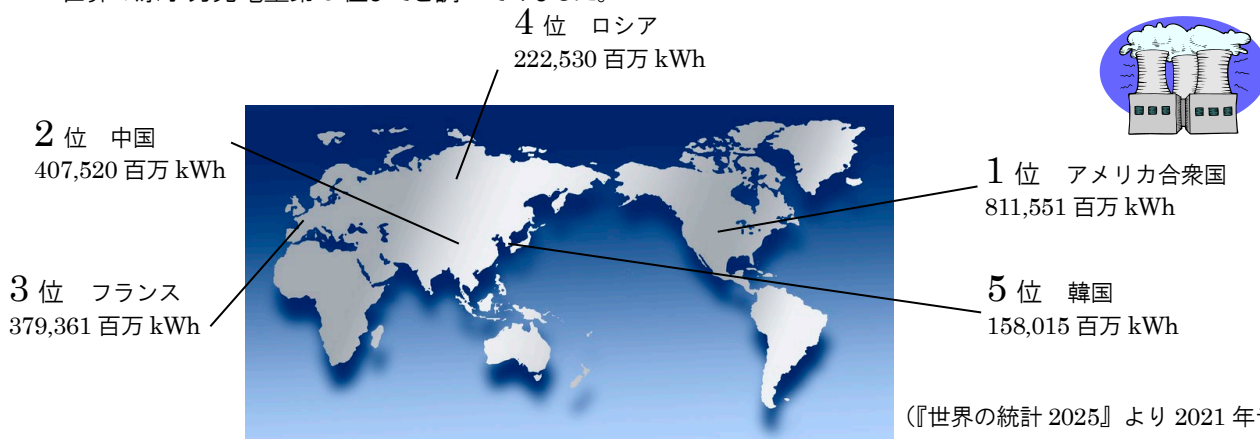 4 位 ロシア
222,530 百万 kWh
2 位 中国
407,520 百万 kWh
1 位 アメリカ合衆国
811,551 百万 kWh
3 位 フランス
379,361 百万 kWh
5 位 韓国
158,015 百万 kWh
(『世界の統計 2025』より 2021 年